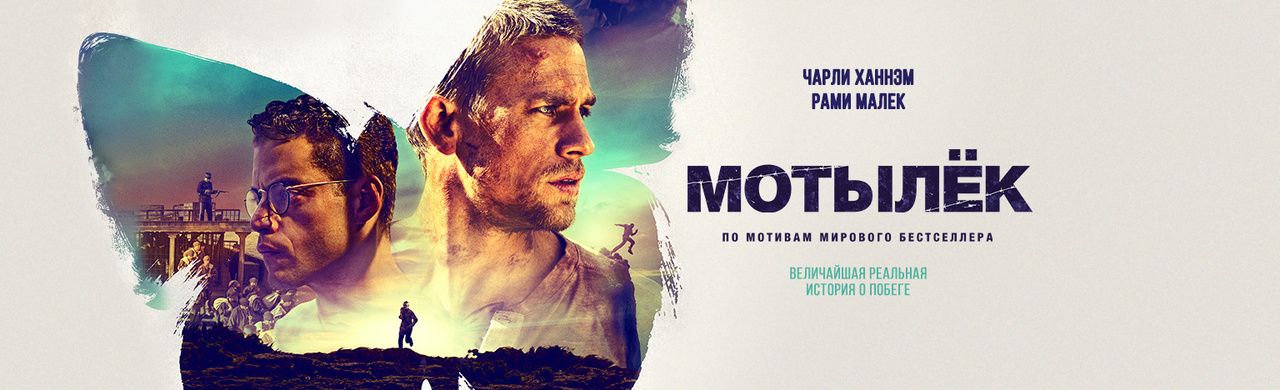 ЧАРЛИ ХАННЭМ
РАМИ МАЛЕК
МОТЫЛЁК
ПО МОТИВАМ МИРОВОГО БЕСТСЕЛЛЕРА
ВЕЛИЧАЙШАЯ РЕАЛЬНАЯ
ИСТОРИЯ О ПОБЕГЕ